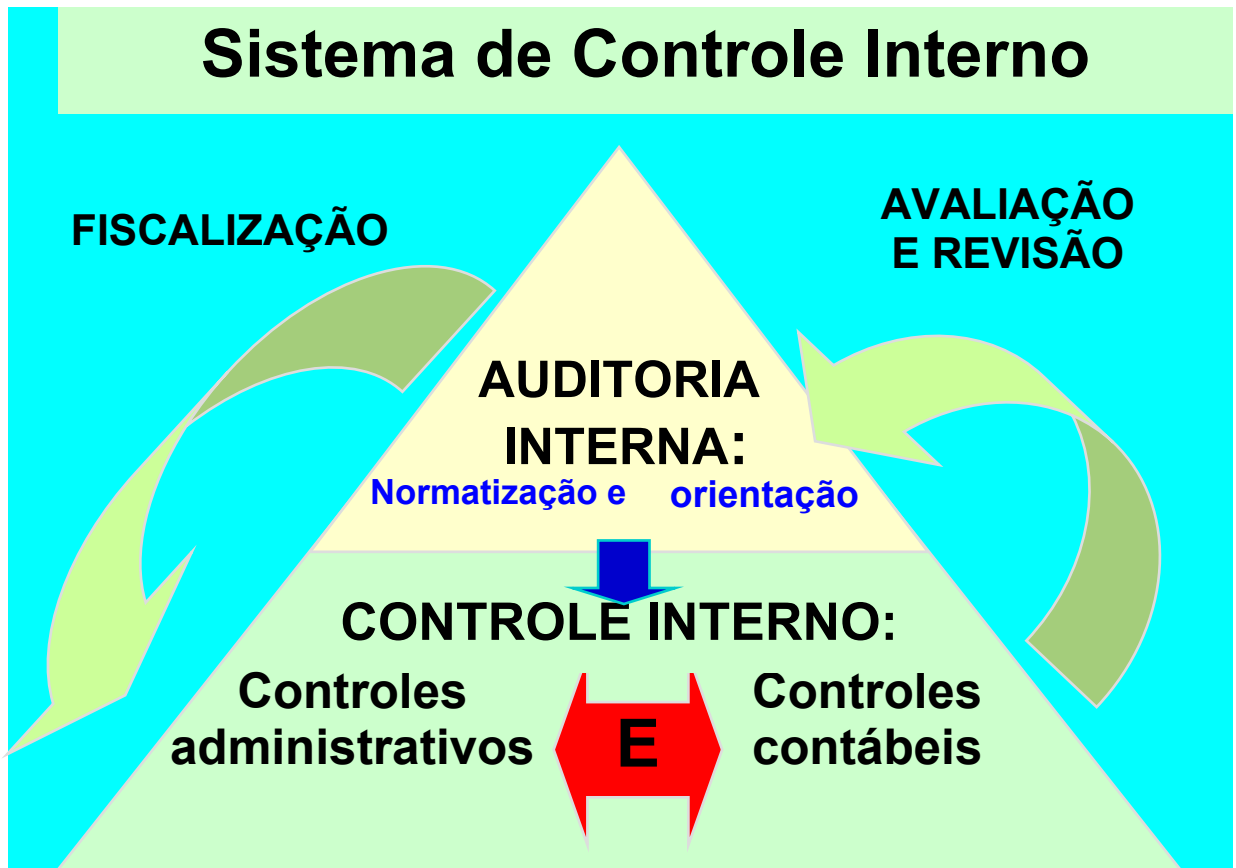 Sistema de Controle Interno
FISCALIZAÇÃO
AVALIAÇÃO
E REVISÃO
AUDITORIA
INTERNA:
Normatização e orientação
CONTROLE INTERNO:
Controles
administrativos
E
Controles
contábeis